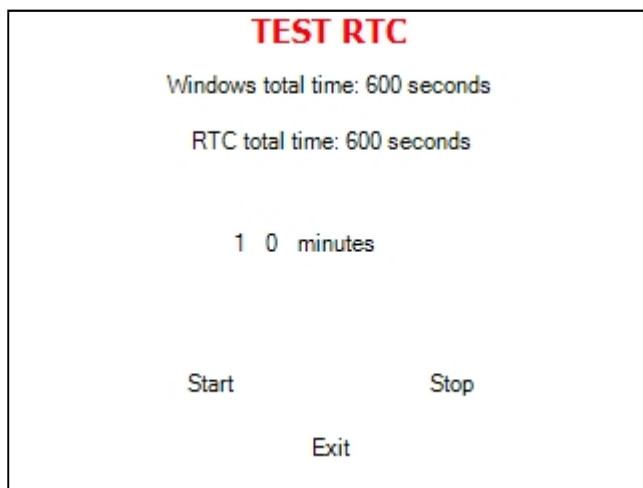 TEST RTC
Windows total time: 600 seconds
RTC total time: 600 seconds
1 0 minutes
Start Stop
Exit